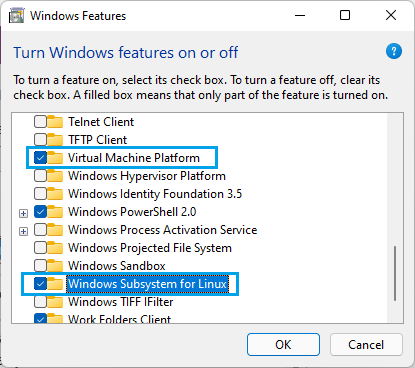 Windows Features
Turn Windows features on or off
?
To turn a feature on, select its check box. To turn a feature off, clear its
check box. A filled box means that only part of the feature is turned on.
Telnet Client
TFTP Client
Virtual Machine Platform
Windows Hypervisor Platform
Windows Identity Foundation 3.5
Windows PowerShell 2.0
Windows Process Activation Service
Windows Projected File System
Windows Sandbox
Windows Subsystem for Linux
Windows TIFF IFilter
Work Folders Client
OK
Cancel